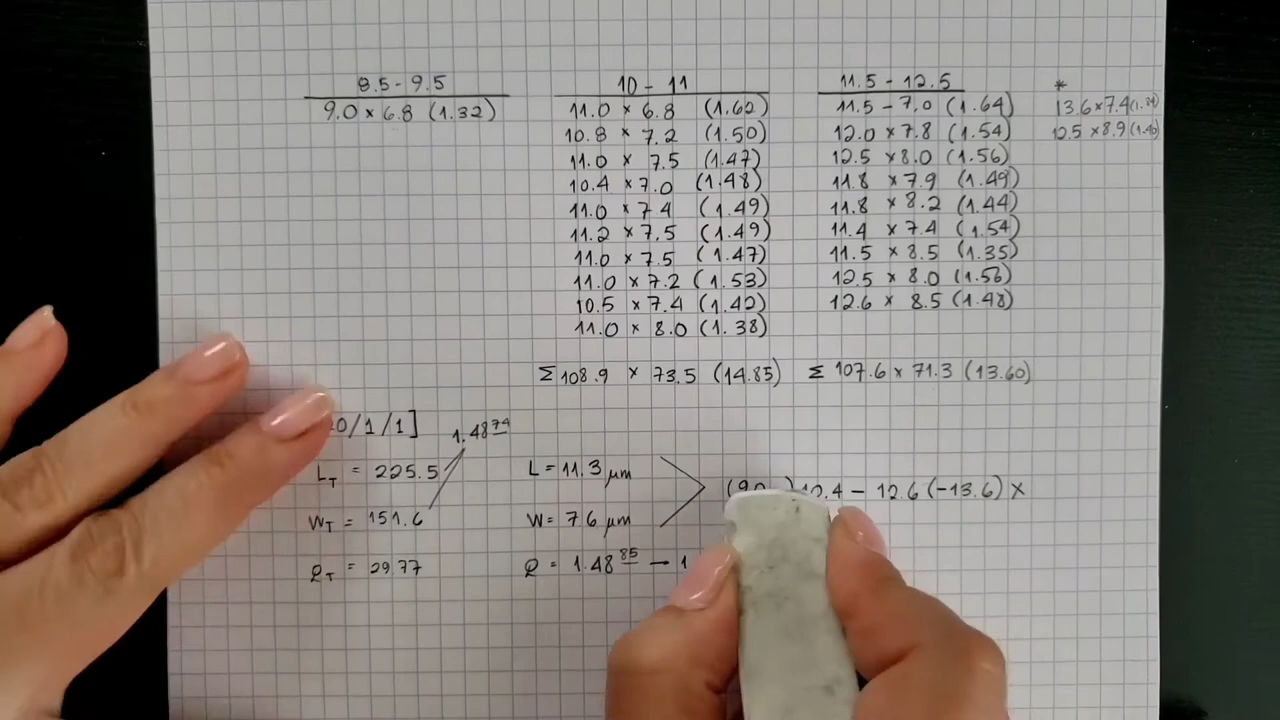 8.5 - 9.5
9.0 × 6.8 (1.32)
10 - 11
11.0 × 6.8 (1.62)
10.8 × 7.2 (1.50)
11.0 × 7.5 (1.47)
10.4 × 7.0 (1.48)
11.0 × 7.4 (1.49)
11.2 × 7.5 (1.49)
11.0 × 7.5 (1.47)
11.0 × 7.2 (1.53)
10.5 × 7.4 (1.42)
11.0 × 8.0 (1.38)
Σ 108.9 × 73.5 (14.85)
11.5 - 12.5
11.5 - 7.0 (1.64)
12.0 × 7.8 (1.54)
12.5 × 8.0 (1.56)
11.8 × 7.9 (1.49)
11.8 × 8.2 (1.44)
11.4 × 7.4 (1.54)
11.5 × 8.5 (1.35)
12.5 × 8.0 (1.56)
12.6 × 8.5 (1.48)
Σ 107.6 × 71.3 (13.60)
*
13.6 × 7.4
12.5 × 8.9 (1.40)
0/1/1]
1.4874
L_T = 225.5
W_T = 151.6
Q_T = 29.77
L = 11.3 μm
W = 7.6 μm
Q = 1.4885 → 1
10.4 - 12.6 (-13.6) ×